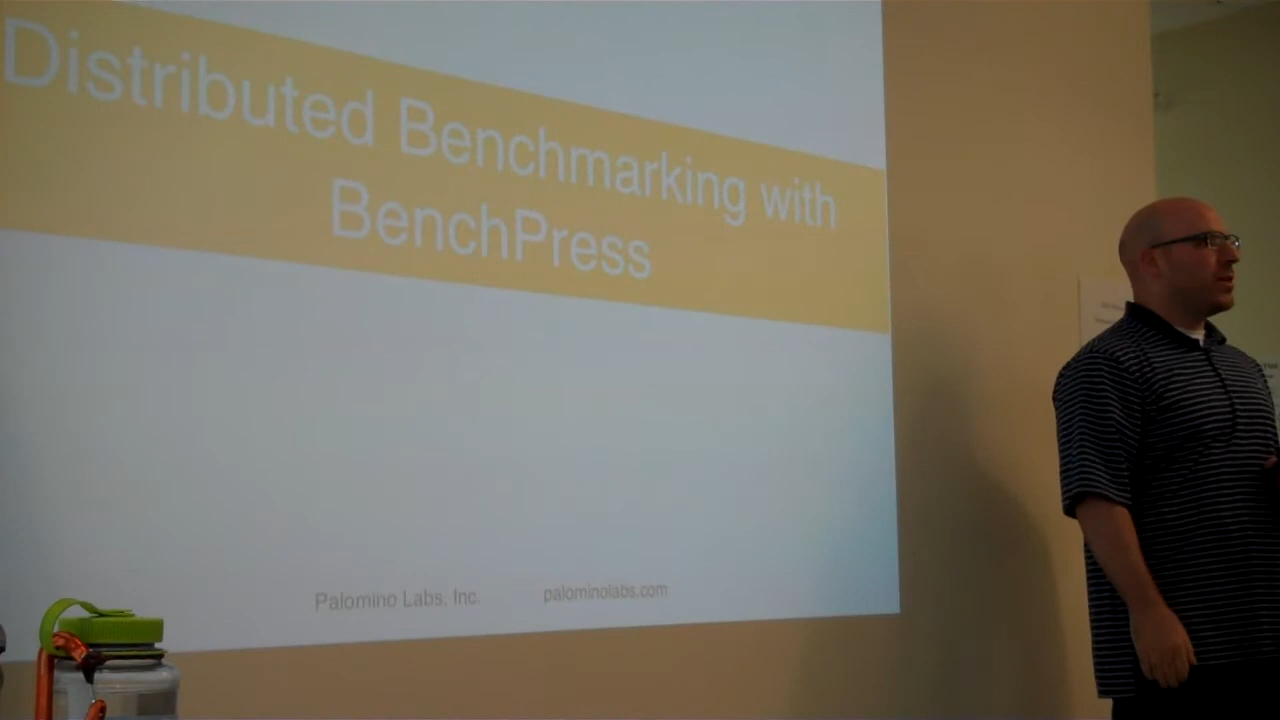 Distributed Benchmarking with
BenchPress
Palomino Labs, Inc. palominolabs.com